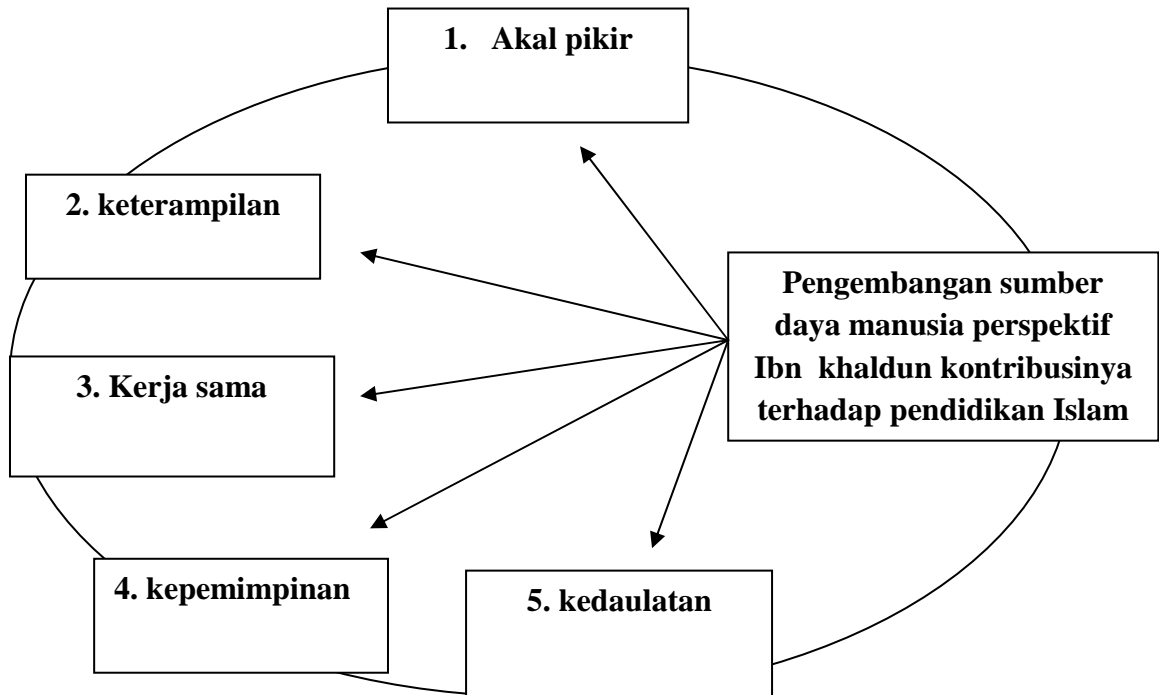 1. Akal pikir
2. keterampilan
3. Kerja sama
4. kepemimpinan
5. kedaulatan
Pengembangan sumber
daya manusia perspektif
Ibn khaldun kontribusinya
terhadap pendidikan Islam